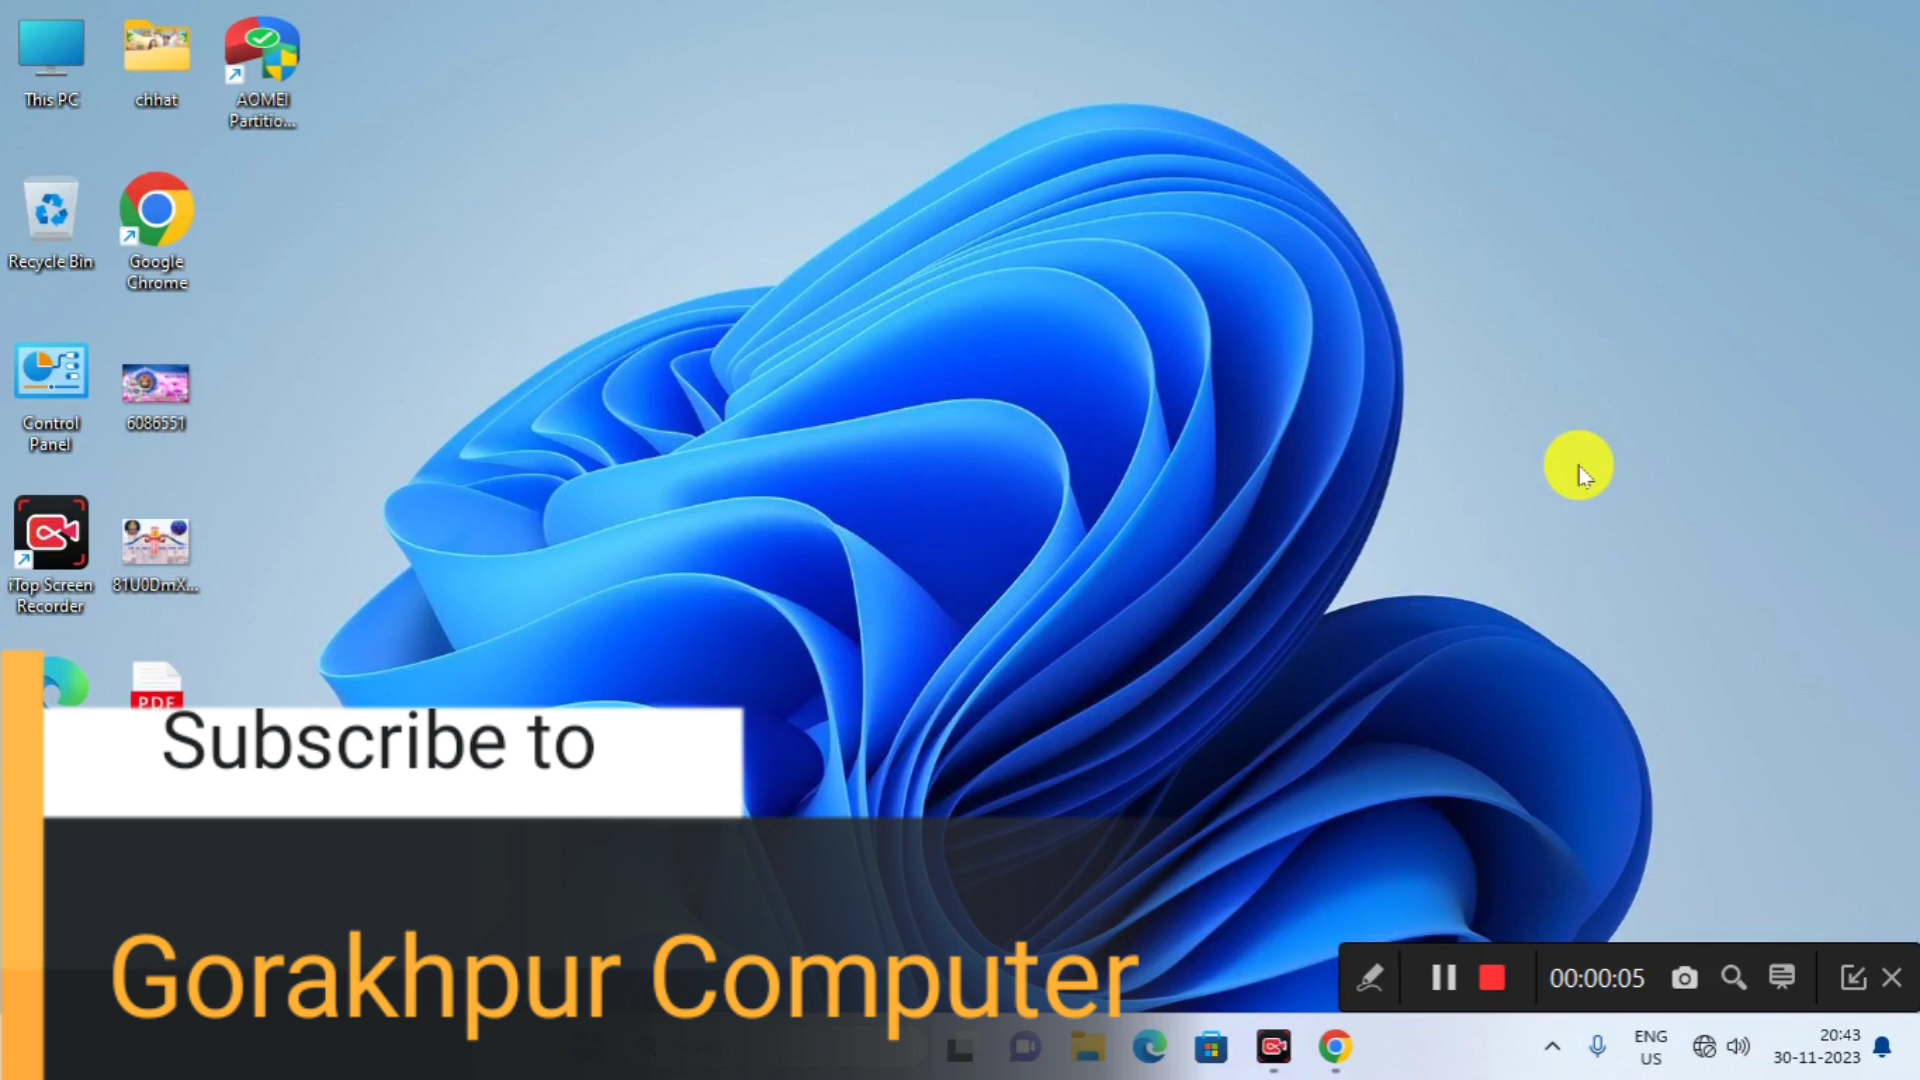 This PC
chhat
AOMEI
Partitio...
Recycle Bin
Google
Chrome
Control
Panel
6086551
iTop Screen
Recorder
81U0DmX...
PDF
Subscribe to
Gorakhpur Computer
00:00:05
ENG
US
20:43
30-11-2023